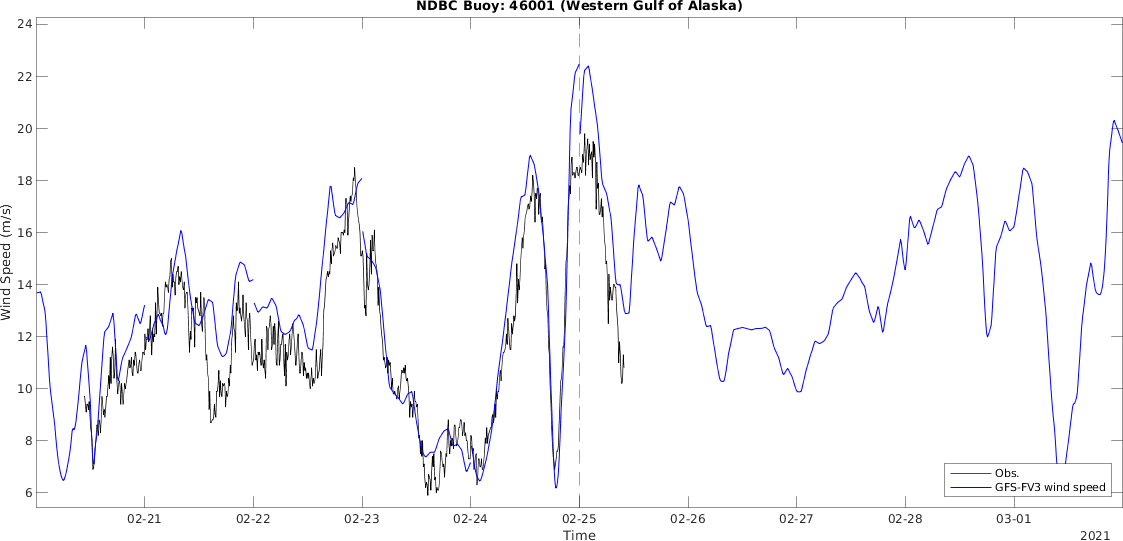 NDBC Buoy: 46001 (Western Gulf of Alaska)
24
22
20
18
16
14
12
10
8
6
Wind Speed (m/s)
02-21 02-22 02-23 02-24 02-25 02-26 02-27 02-28 03-01
Time
2021
Obs.
GFS-FV3 wind speed